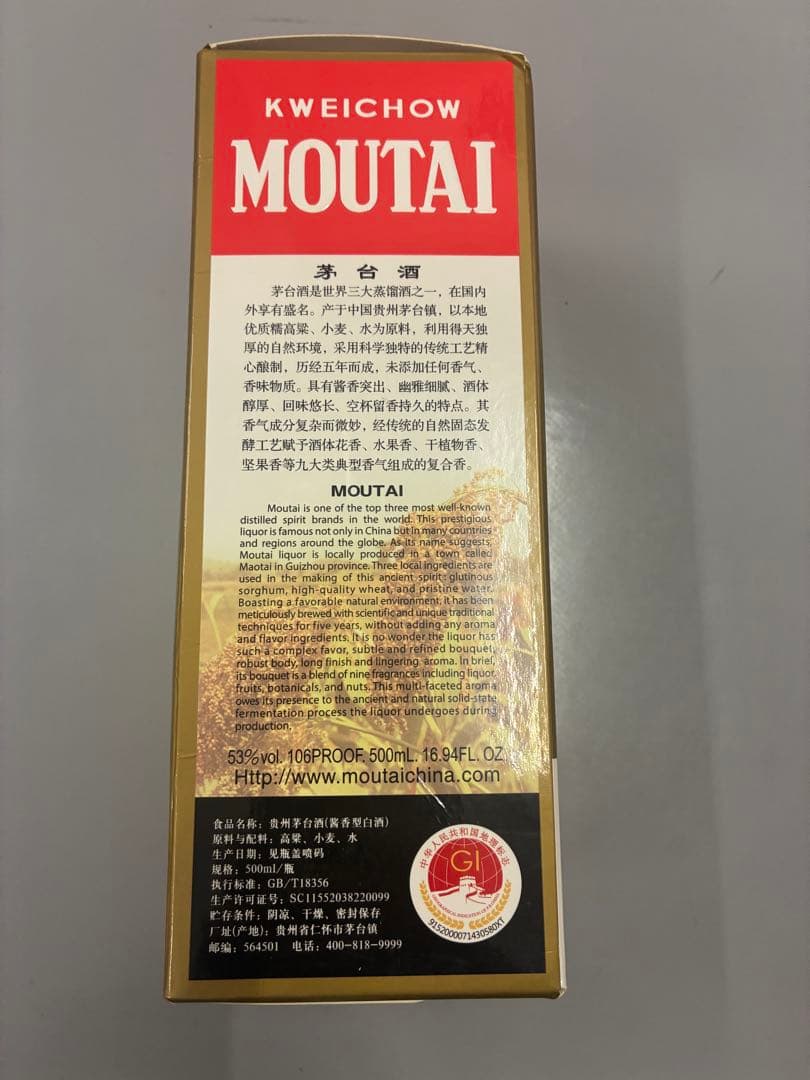 KWEICHOW
MOUTAI
茅台酒
茅台酒是世界三大蒸馏酒之一，在国内
外享有盛名。产于中国贵州茅台镇，以本地
优质糯高粱、小麦、水为原料，利用得天独
厚的自然环境，采用科学独特的传统工艺精
心酿制，历经五年而成，未添加任何香气、
香味物质。具有酱香突出、幽雅细腻、酒体
醇厚、回味悠长、空杯留香持久的特点。其
香气成分复杂而微妙，经传统的自然固态发
酵工艺赋予酒体花香、水果香、干植物香、
坚果香等九大类典型香气组成的复合香。
MOUTAI
Moutai is one of the top three most well-known
distilled spirit brands in the world. This prestigious
liquor is famous not only in China but in many countries
and regions around the globe. As its name suggests,
Moutai liquor is locally produced in a town called
Maotai in Guizhou province. Three local ingredients are
used in the making of this ancient spirit: glutinous
sorghum, high-quality wheat, and pristine water.
Boasting a favorable natural environment, it has been
meticulously brewed with scientific and unique traditional
techniques for five years, without adding any aroma
and flavor ingredients. It is no wonder the liquor has
such a complex favor, subtle and refined bouquet,
robust body, long finish and lingering aroma. In brief,
its bouquet is a blend of nine fragrances including liquor,
fruits, botanicals, and nuts. This multi-faceted aroma
owes its presence to the ancient and natural solid-state
fermentation process the liquor undergoes during
production.
53%vol. 106PROOF. 500mL. 16.94FL. OZ.
Http://www.moutaichina.com
食品名称：贵州茅台酒(酱香型白酒)
原料与配料：高粱、小麦、水
生产日期：见瓶盖喷码
规格：500ml/瓶
执行标准：GB/T18356
生产许可证号：SC11552038220099
贮存条件：阴凉、干燥、密封保存
厂址(产地)：贵州省仁怀市茅台镇
邮编：564501 电话：400-818-9999
中华人民共和国地理标志
GI
915200007143058 0XT